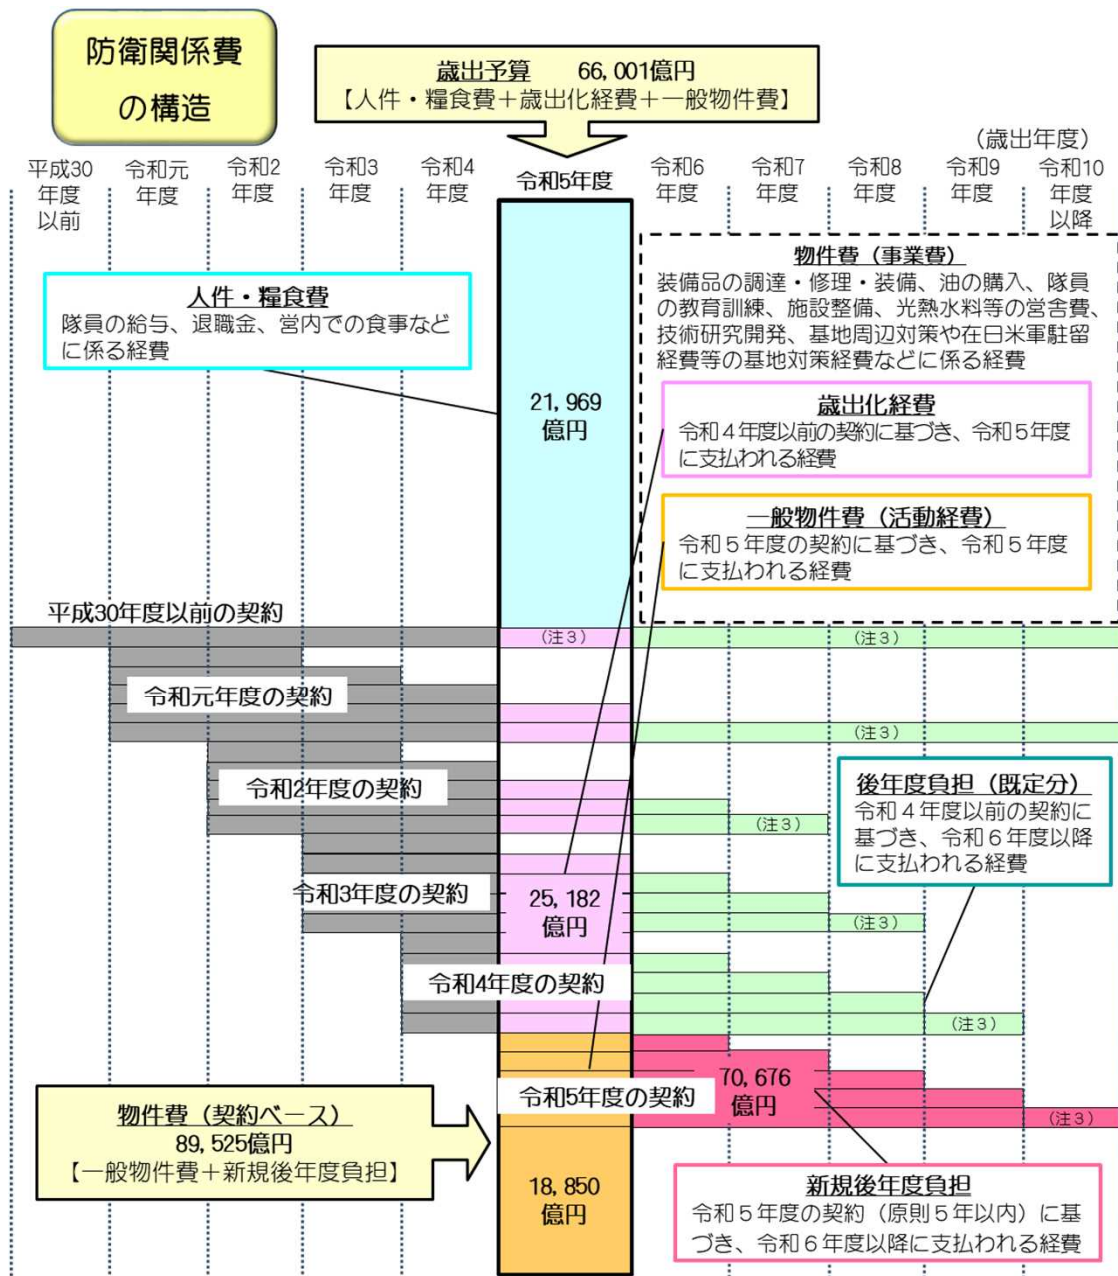 防衛関係費
の構造
歳出予算　66,001億円
【人件・糧食費＋歳出化経費＋一般物件費】
（歳出年度）
平成30
年度
以前
令和元
年度
令和2
年度
令和3
年度
令和4
年度
令和5年度
令和6
年度
令和7
年度
令和8
年度
令和9
年度
令和10
年度
以降
人件・糧食費
隊員の給与、退職金、営内での食事など
に係る経費
物件費（事業費）
装備品の調達・修理・装備、油の購入、隊員
の教育訓練、施設整備、光熱水料等の営舎費、
技術研究開発、基地周辺対策や在日米軍駐留
経費等の基地対策経費などに係る経費
21,969
億円
歳出化経費
令和４年度以前の契約に基づき、令和５年度
に支払われる経費
一般物件費（活動経費）
令和５年度の契約に基づき、令和５年度
に支払われる経費
平成30年度以前の契約
（注３）
（注３）
令和元年度の契約
（注３）
令和2年度の契約
（注３）
後年度負担（既定分）
令和４年度以前の契約に
基づき、令和６年度以降
に支払われる経費
令和3年度の契約
25,182
億円
（注３）
令和4年度の契約
（注３）
令和5年度の契約
70,676
億円
（注３）
物件費（契約ベース）
89,525億円
【一般物件費＋新規後年度負担】
18,850
億円
新規後年度負担
令和５年度の契約（原則５年以内）に基
づき、令和６年度以降に支払われる経費